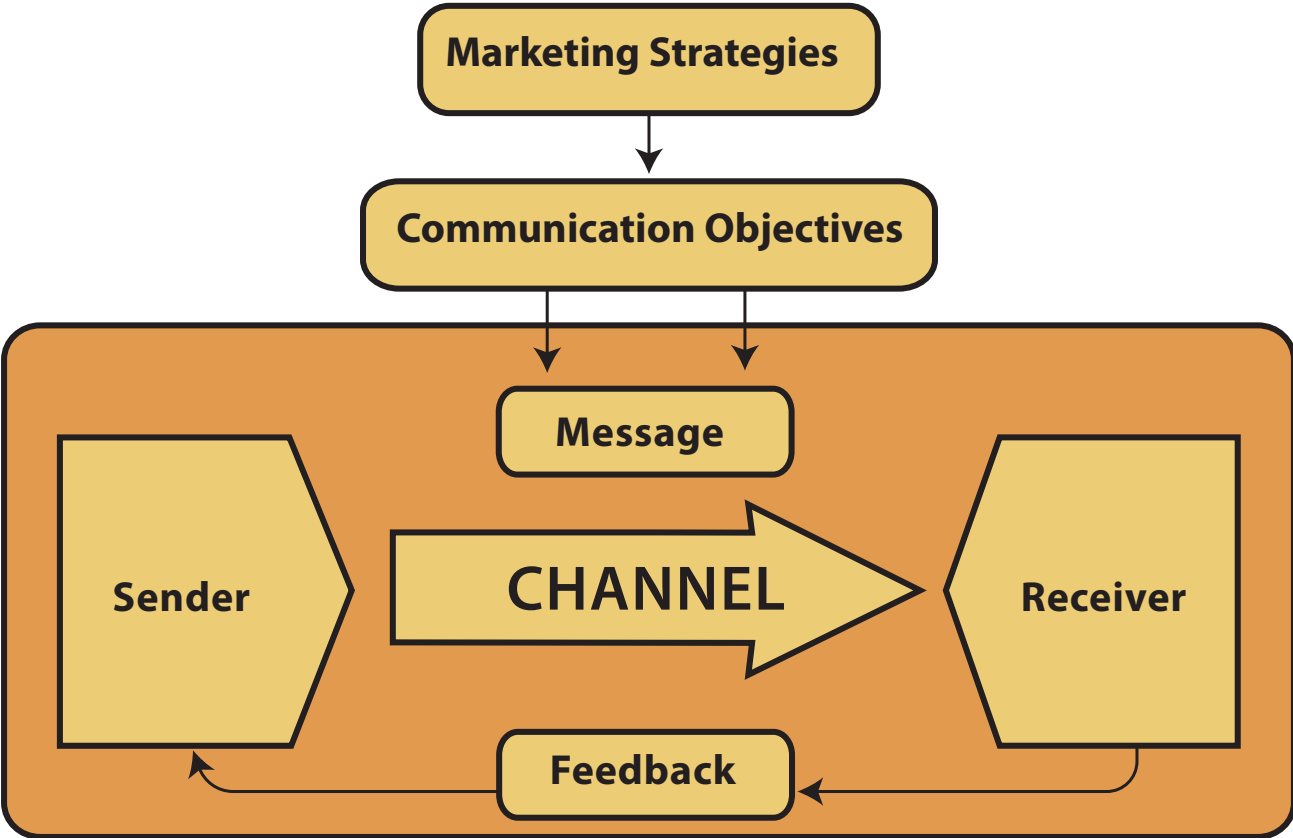 Marketing Strategies
Communication Objectives
Message
Sender
CHANNEL
Receiver
Feedback